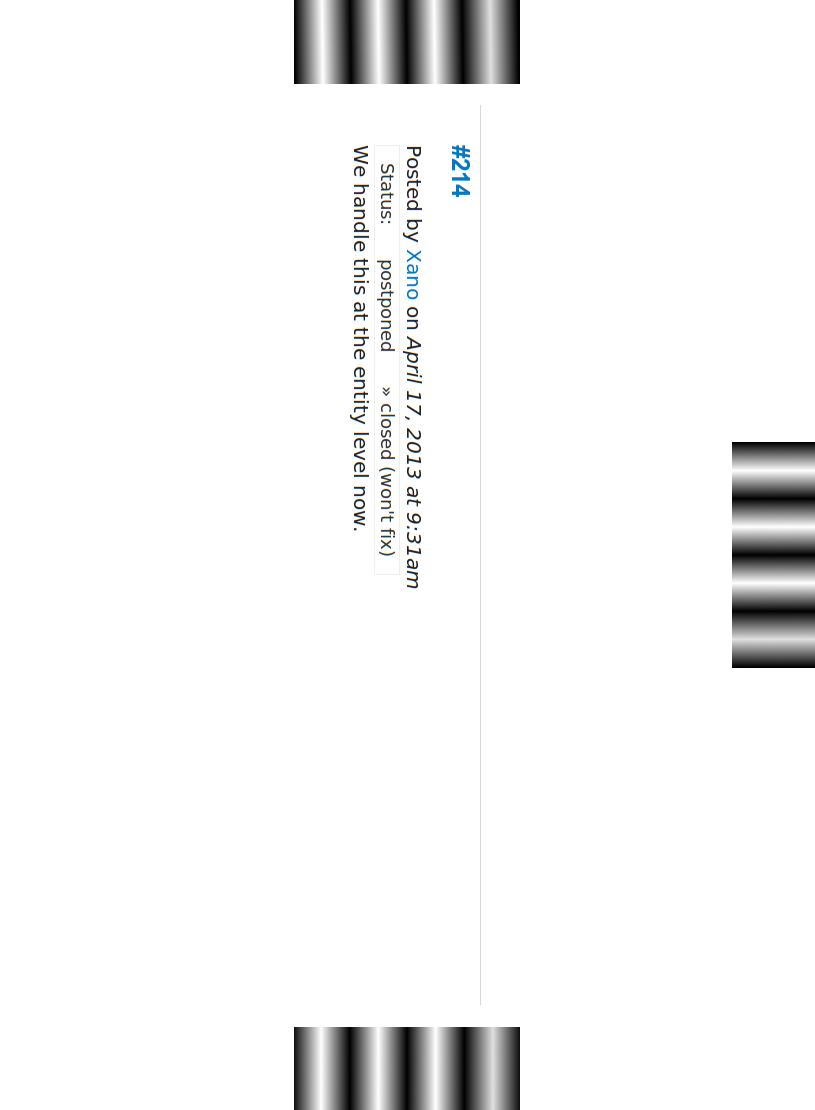 #214
Posted by Xano on April 17, 2013 at 9:31am
Status: postponed » closed (won't fix)
We handle this at the entity level now.